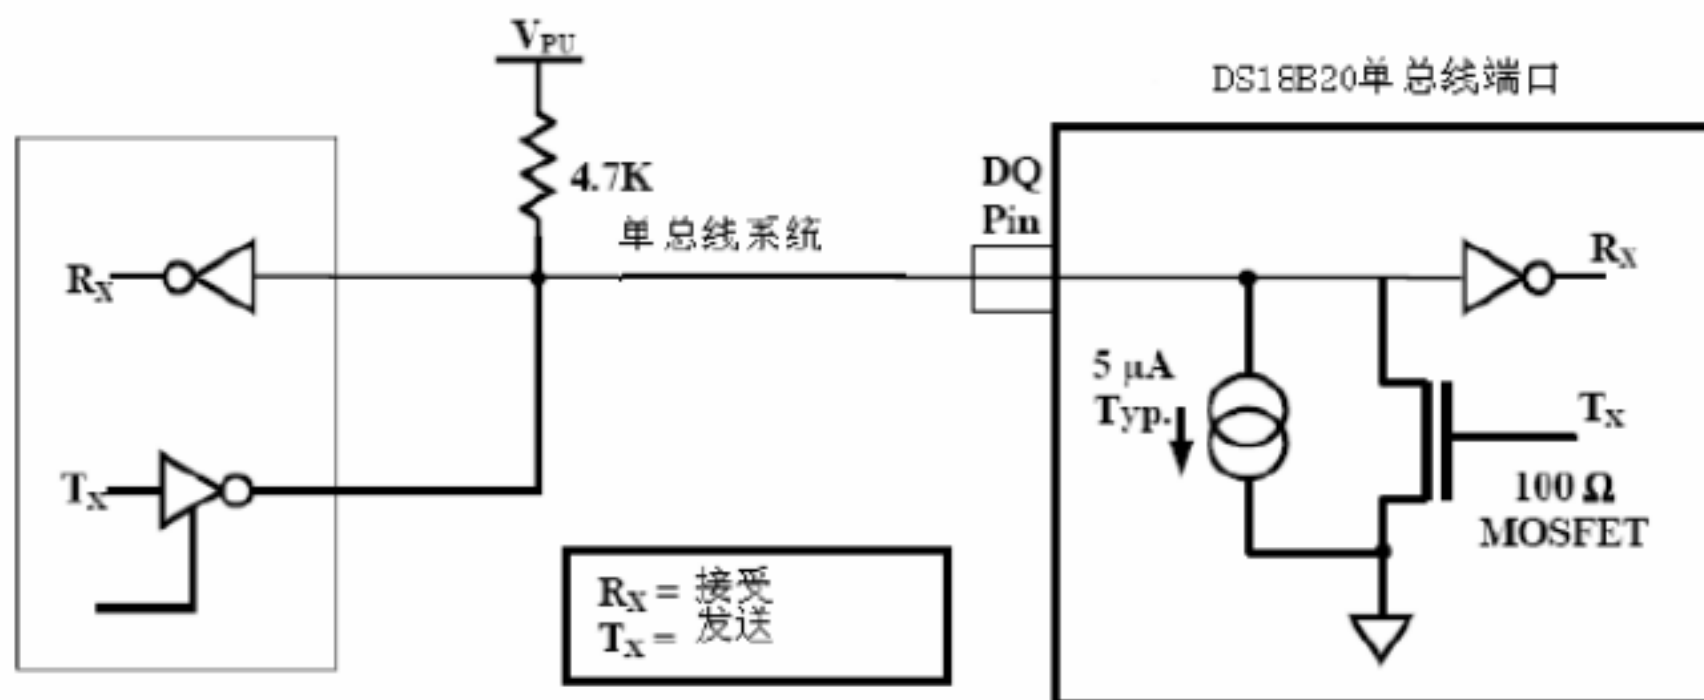 VPU
DS18B20单总线端口
4.7K
DQ
Pin
单总线系统
RX
RX
5 μA
Typ.
TX
TX
100 Ω
MOSFET
RX = 接受
TX = 发送